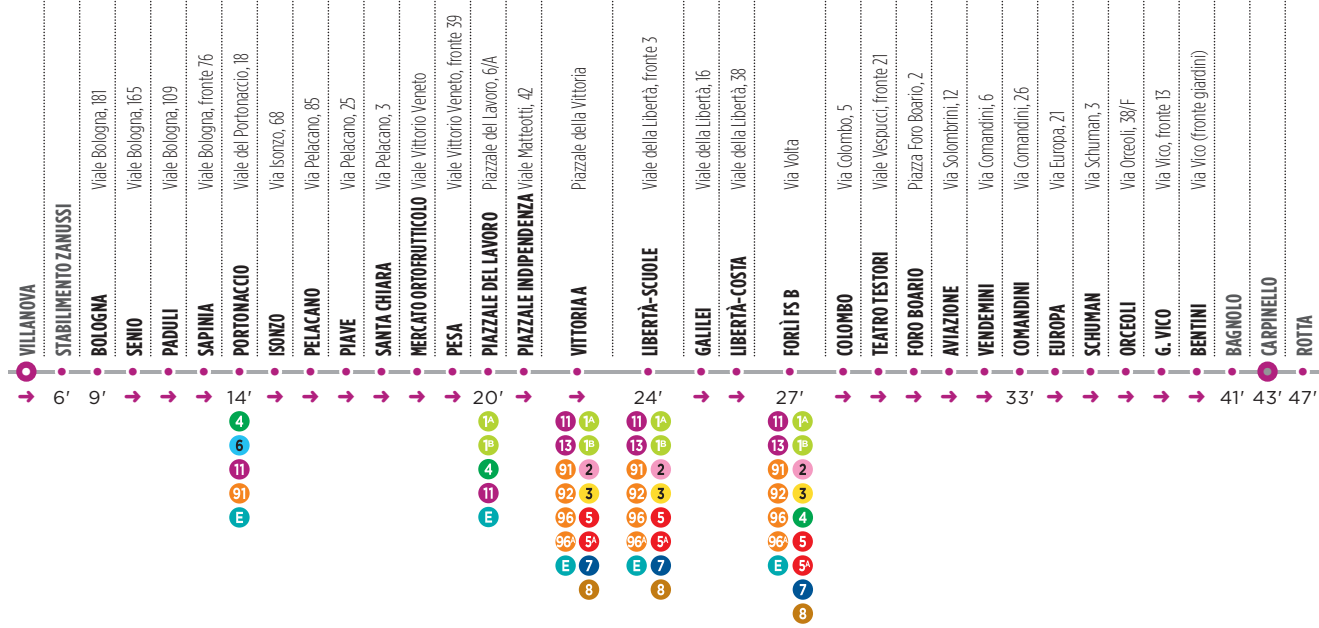 VILLANOVA
STABILIMENTO ZANUSSI
BOLOGNA Viale Bologna, 181
SENIO Viale Bologna, 165
PADULI Viale Bologna, 109
SAPINIA Viale Bologna, fronte 76
PORTONACCIO Viale del Portonaccio, 18
ISONZO Via Isonzo, 68
PELACANO Via Pelacano, 85
PIAVE Via Pelacano, 25
SANTA CHIARA Via Pelacano, 3
MERCATO ORTOFRUTTICOLO Viale Vittorio Veneto
PESA Viale Vittorio Veneto, fronte 39
PIAZZALE DEL LAVORO Piazzale del Lavoro, 6/A
PIAZZALE INDIPENDENZA Viale Matteotti, 42
VITTORIA A Piazzale della Vittoria
LIBERTÀ-SCUOLE Viale della Libertà, fronte 3
GALILEI Viale della Libertà, 16
LIBERTÀ-COSTA Viale della Libertà, 38
FORLÌ FS B Via Volta
COLOMBO Via Colombo, 5
TEATRO TESTORI Viale Vespucci, fronte 21
FORO BOARIO Piazza Foro Boario, 2
AVIAZIONE Via Solombrini, 12
VENDEMINI Via Comandini, 6
COMANDINI Via Comandini, 26
EUROPA Via Europa, 21
SCHUMAN Via Schuman, 3
ORCEOLI Via Orceoli, 38/F
G. VICO Via Vico, fronte 13
BENTINI Via Vico (fronte giardini)
BAGNOLO
CARPINELLO
ROTTA
➜ 6' 9' ➜ ➜ ➜ 14' ➜ ➜ ➜ ➜ ➜ ➜ 20' ➜ ➜ 24' ➜ ➜ 27' ➜ ➜ ➜ ➜ ➜ 33' ➜ ➜ ➜ ➜ ➜ 41' 43' 47'
4 1A 11 1A 11 1A 11 1A
6 1B 13 1B 13 1B 13 1B
11 4 91 2 91 2 91 2
91 11 92 3 92 3 92 3
E E 96 5 96 5 96 4
96A 5A 96A 5A 96A 5
E 7 E 7 E 5A
8 8 7
8